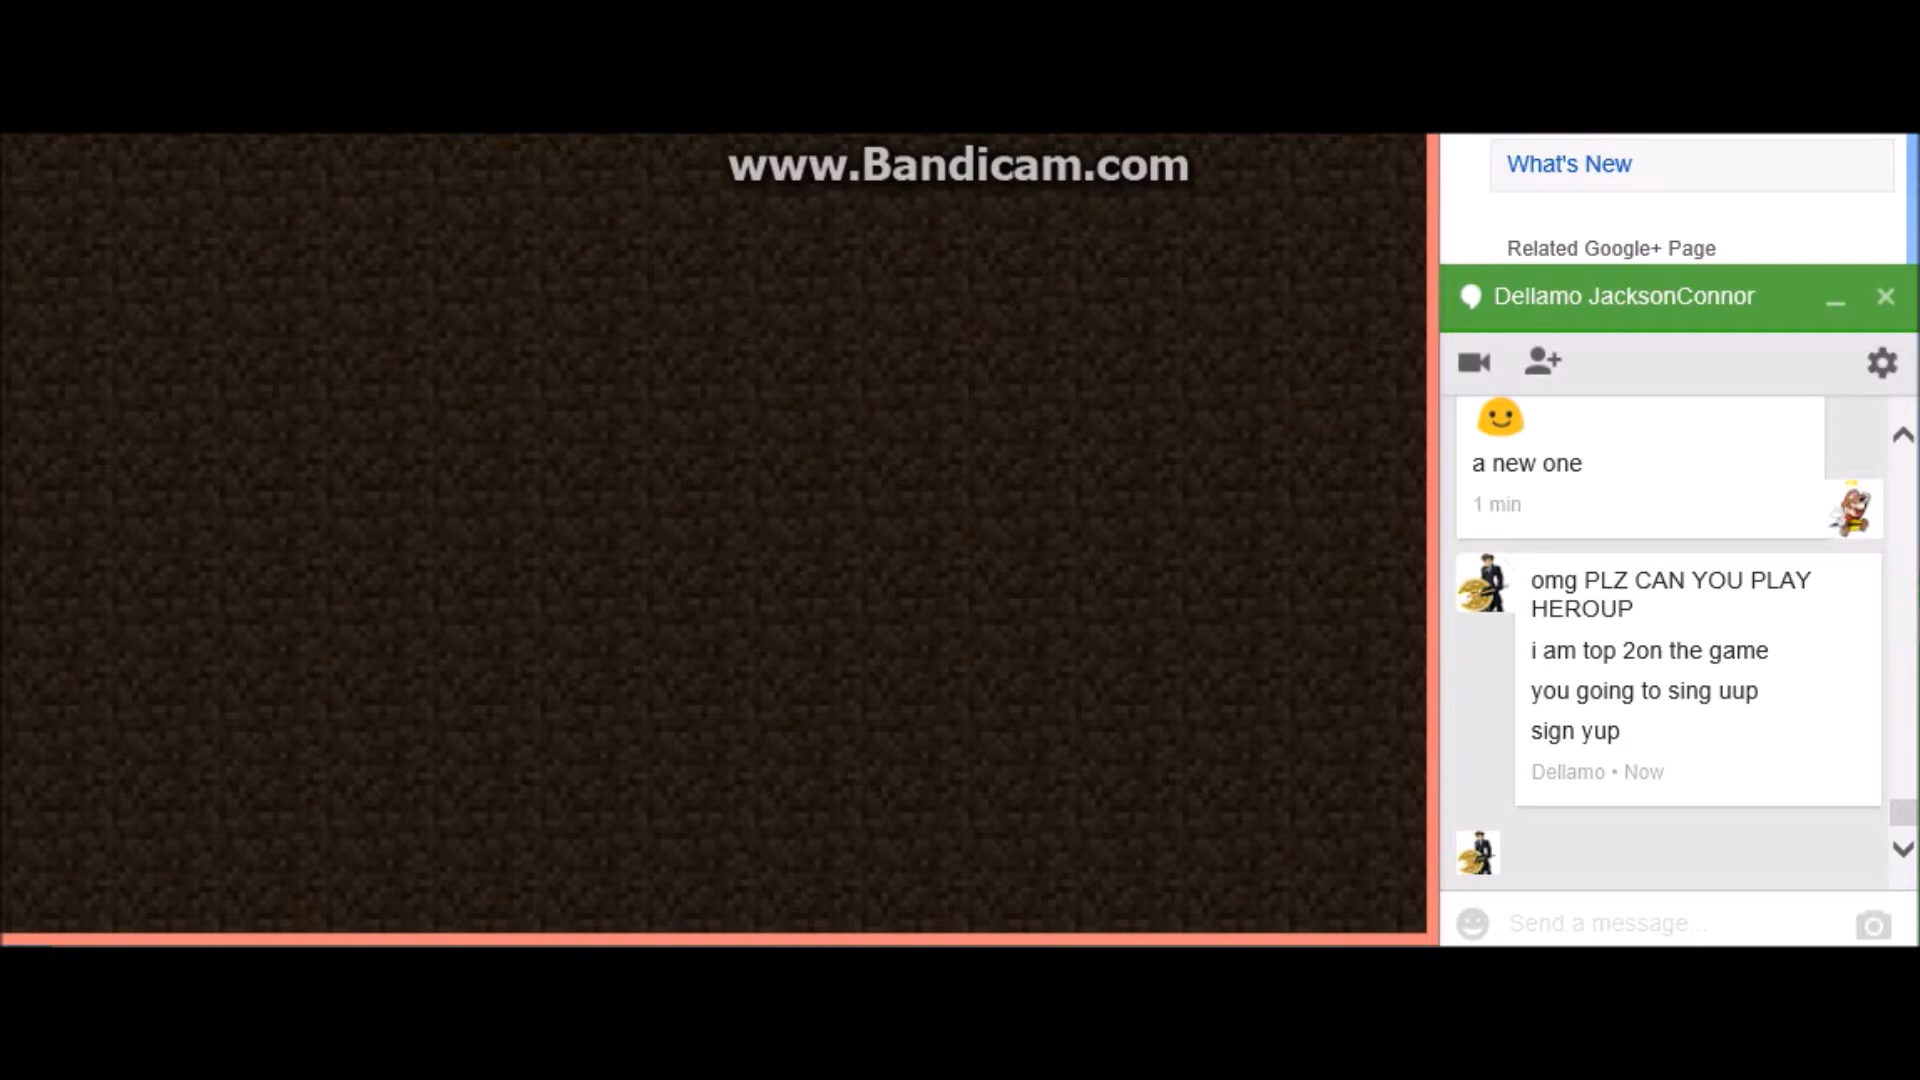 www.Bandicam.com
What's New
Related Google+ Page
Dellamo JacksonConnor
a new one
1 min
omg PLZ CAN YOU PLAY
HEROUP
i am top 2on the game
you going to sing uup
sign yup
Dellamo • Now
Send a message...